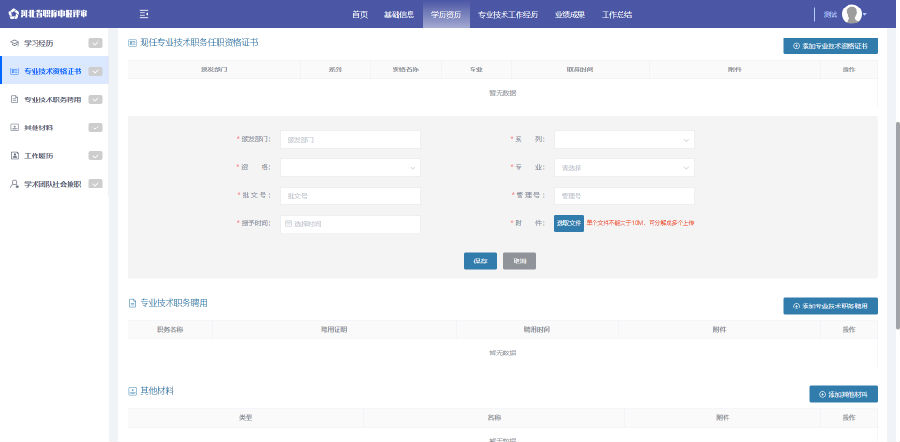 河北省职称申报评审
首页 基础信息 学历资历 专业技术工作经历 业绩成果 工作总结
测试
学习经历
专业技术资格证书
专业技术职务聘用
其他材料
工作履历
学术团队社会兼职
现任专业技术职务任职资格证书
添加专业技术资格证书
颁发部门 系列 资格名称 专业 取得时间 附件 操作
暂无数据
* 颁发部门: 颁发部门 * 系 列:
* 资 格: * 专 业: 请选择
* 批 文 号: 批文号 * 管 理 号: 管理号
* 授予时间: 选择时间 * 附 件: 选取文件 单个文件不能大于10M，可分解成多个上传
保存 取消
专业技术职务聘用
添加专业技术职务聘用
职务名称 聘用证明 聘用时间 附件 操作
暂无数据
其他材料
添加其他材料
类型 名称 附件 操作
暂无数据